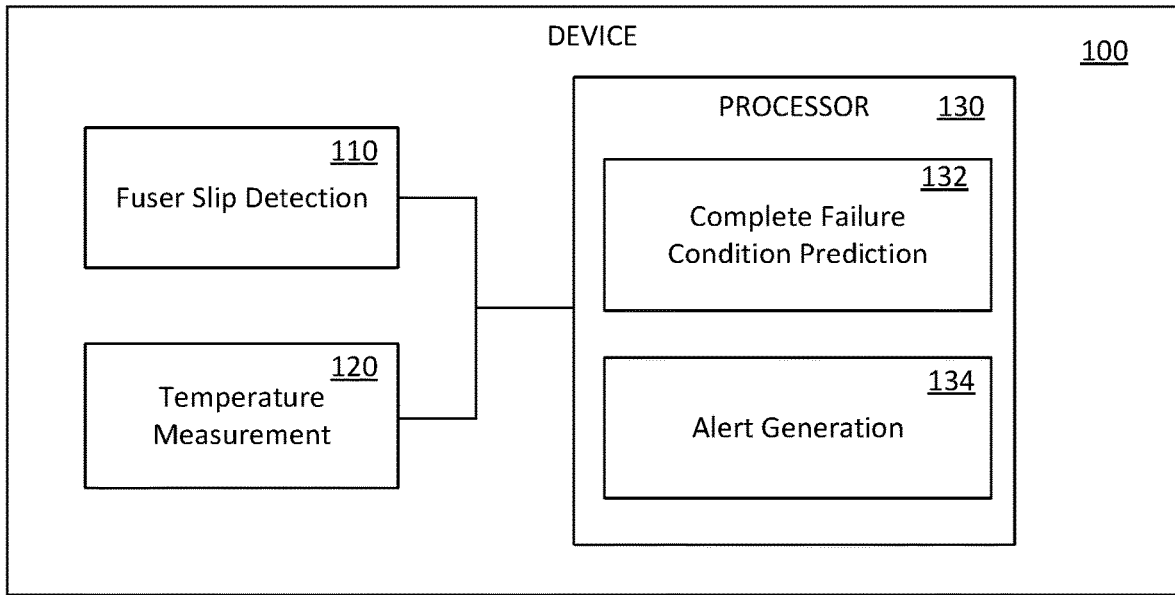 DEVICE
100
PROCESSOR 130
110
Fuser Slip Detection
132
Complete Failure
Condition Prediction
120
Temperature
Measurement
134
Alert Generation